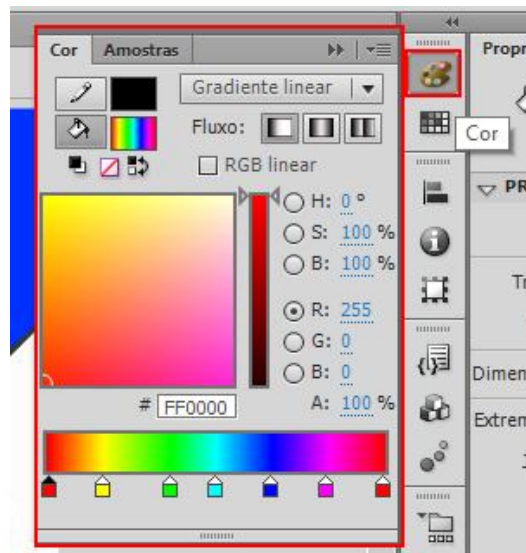 Cor Amostras
Gradiente linear
Fluxo:
RGB linear
H: 0 °
S: 100 %
B: 100 %
R: 255
G: 0
B: 0
# FF0000 A: 100 %
Propr
Cor
PR
Tr
Dimen
Extrem